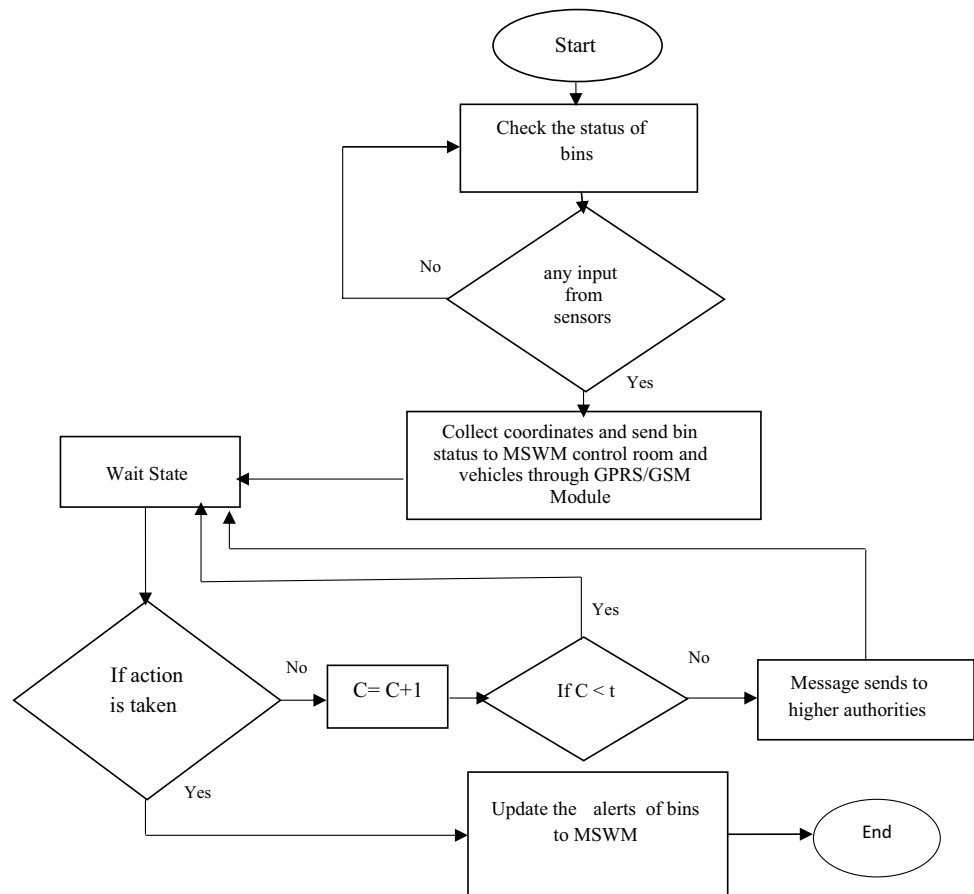 Start
Check the status of
bins
No
any input
from
sensors
Yes
Collect coordinates and send bin
status to MSWM control room and
vehicles through GPRS/GSM
Module
Wait State
Yes
If action
is taken
No
C= C+1
If C < t
No
Message sends to
higher authorities
Yes
Update the alerts of bins
to MSWM
End